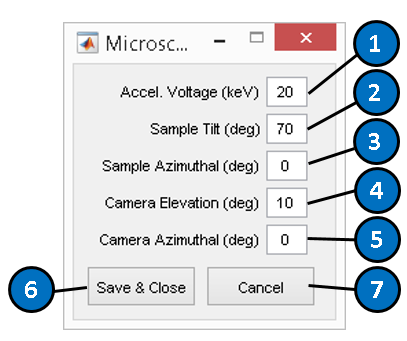 Microsc...
1
Accel. Voltage (keV) 20
2
Sample Tilt (deg) 70
3
Sample Azimuthal (deg) 0
4
Camera Elevation (deg) 10
5
Camera Azimuthal (deg) 0
6 Save & Close Cancel 7